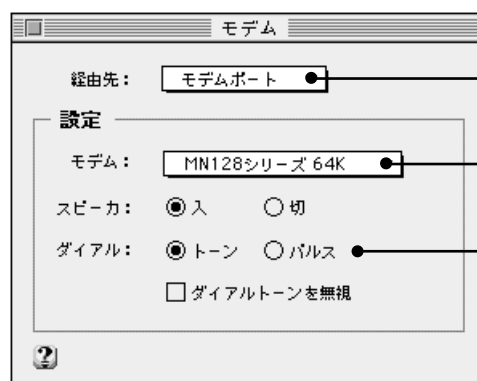 モデム
経由先： モデムポート
設定
モデム： MN128シリーズ 64K
スピーカ： 入 切
ダイアル： トーン パルス
ダイアルトーンを無視
?